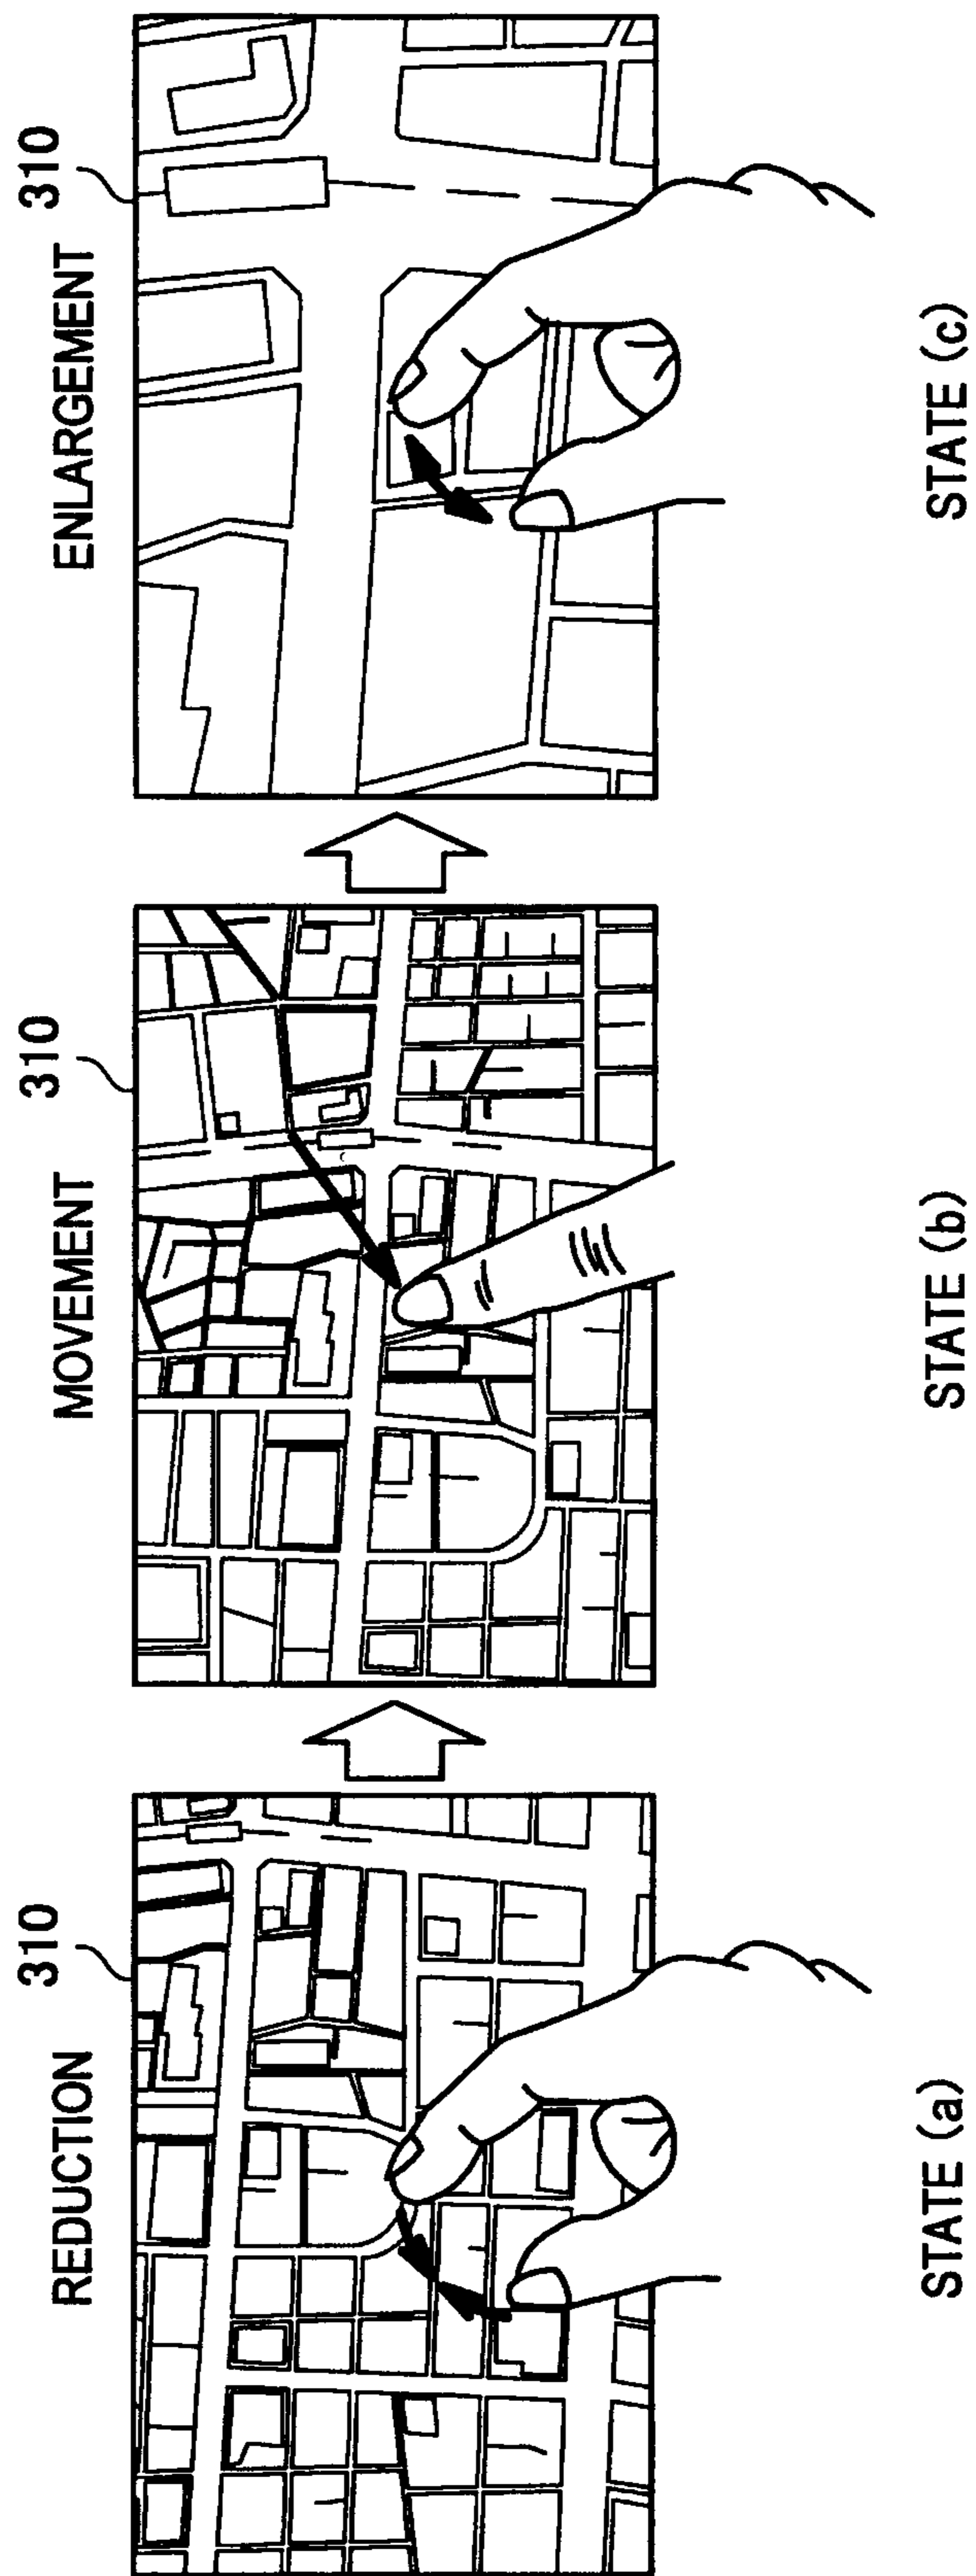 REDUCTION
310
STATE (a)
MOVEMENT
310
STATE (b)
ENLARGEMENT
310
STATE (c)